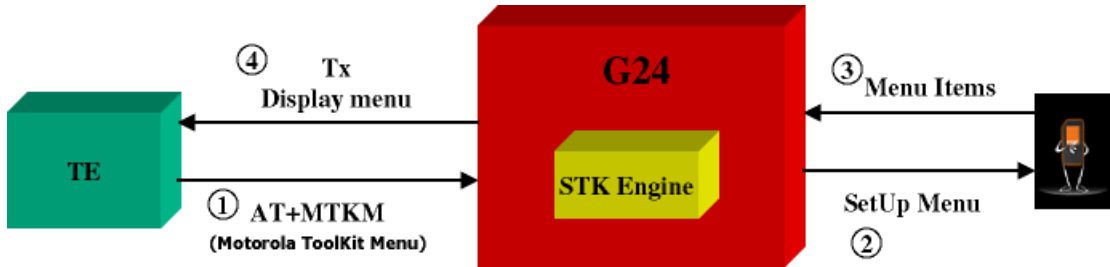 ④ Tx
Display menu
TE
① AT+MTKM
(Motorola ToolKit Menu)
G24
STK Engine
③ Menu Items
SetUp Menu
②